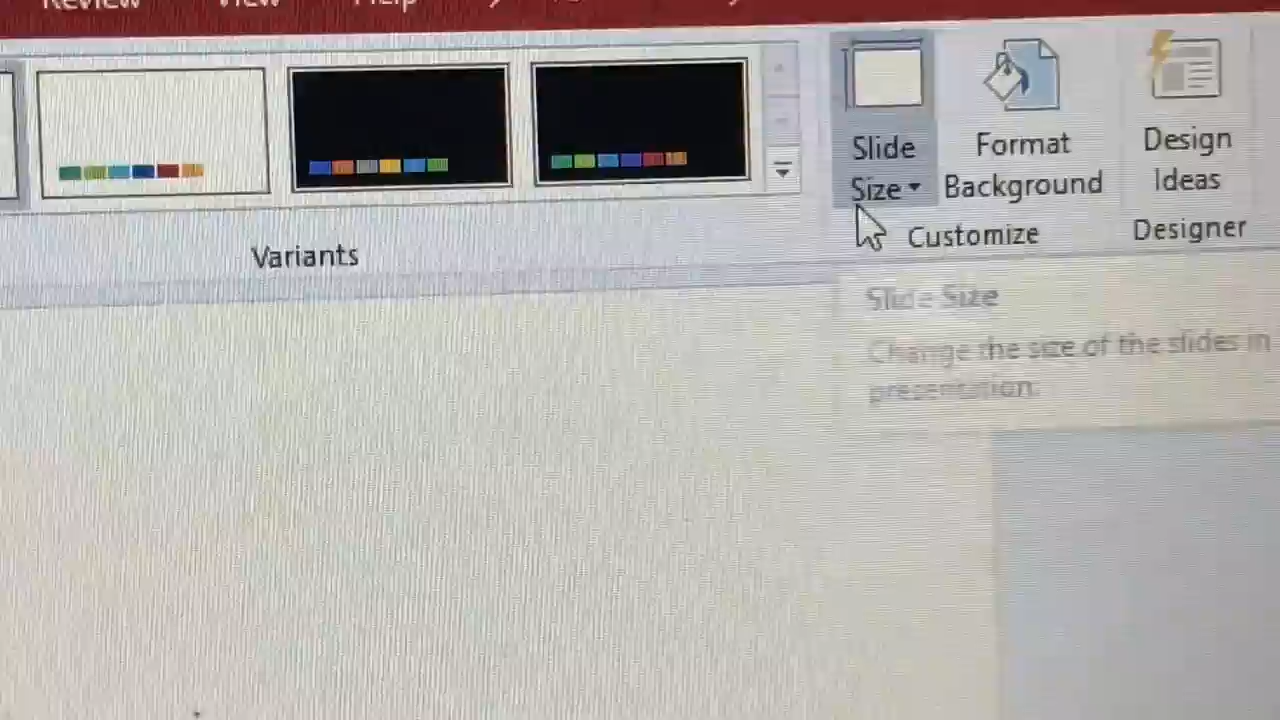 Review View Help
Slide
Size
Format
Background
Design
Ideas
Variants
Customize
Designer
Slide Size
Change the size of the slides in
presentation.